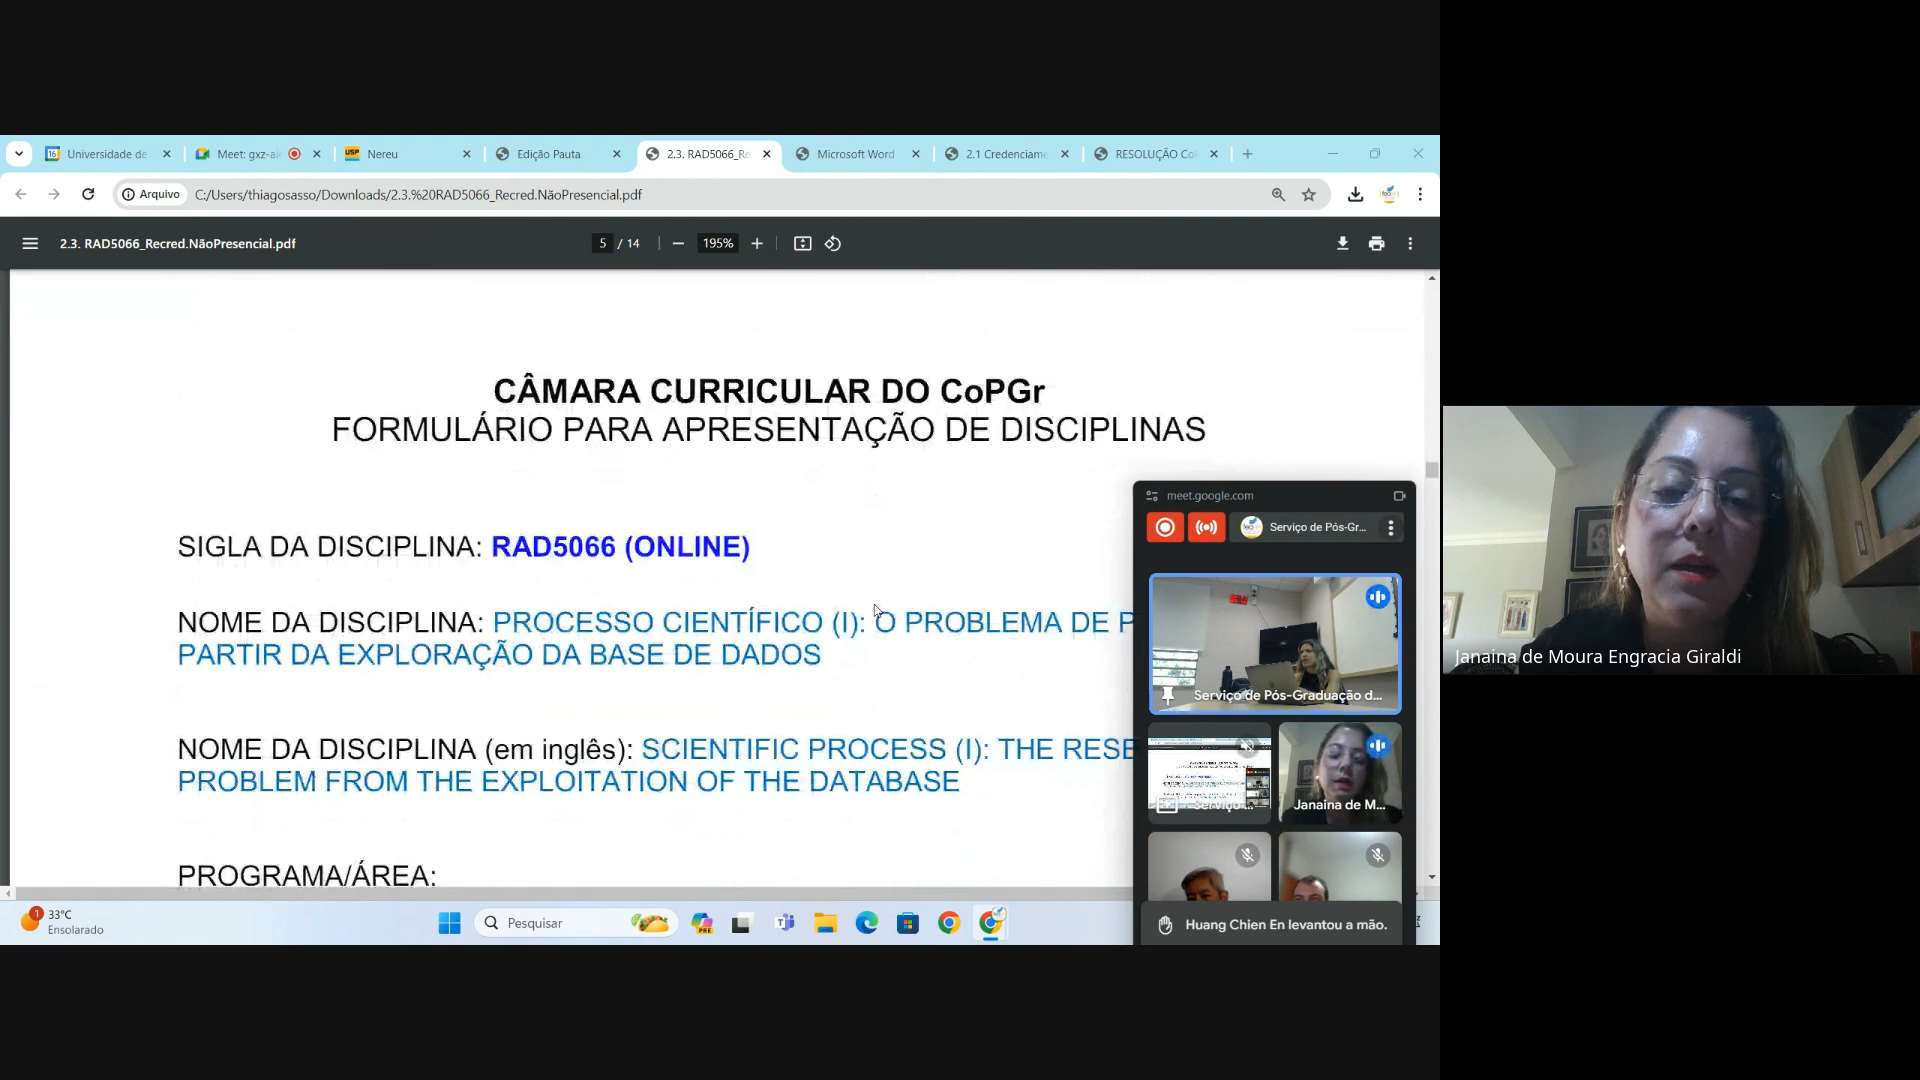 Universidade de
Meet: gxz-aic
Nereu
Edição Pauta
2.3. RAD5066_Re
Microsoft Word
2.1 Credenciam
RESOLUÇÃO Co
Arquivo
C:/Users/thiagosasso/Downloads/2.3.%20RAD5066_Recred.NãoPresencial.pdf
2.3. RAD5066_Recred.NãoPresencial.pdf
5 / 14
195%
CÂMARA CURRICULAR DO CoPGr
FORMULÁRIO PARA APRESENTAÇÃO DE DISCIPLINAS
SIGLA DA DISCIPLINA: RAD5066 (ONLINE)
NOME DA DISCIPLINA: PROCESSO CIENTÍFICO (I): O PROBLEMA DE P
PARTIR DA EXPLORAÇÃO DA BASE DE DADOS
NOME DA DISCIPLINA (em inglês): SCIENTIFIC PROCESS (I): THE RESE
PROBLEM FROM THE EXPLOITATION OF THE DATABASE
PROGRAMA/ÁREA:
meet.google.com
Serviço de Pós-Gr...
Serviço de Pós-Graduação d...
Serviço ...
Janaina de M...
Huang Chien En levantou a mão.
Janaina de Moura Engracia Giraldi
1
33°C
Ensolarado
Pesquisar